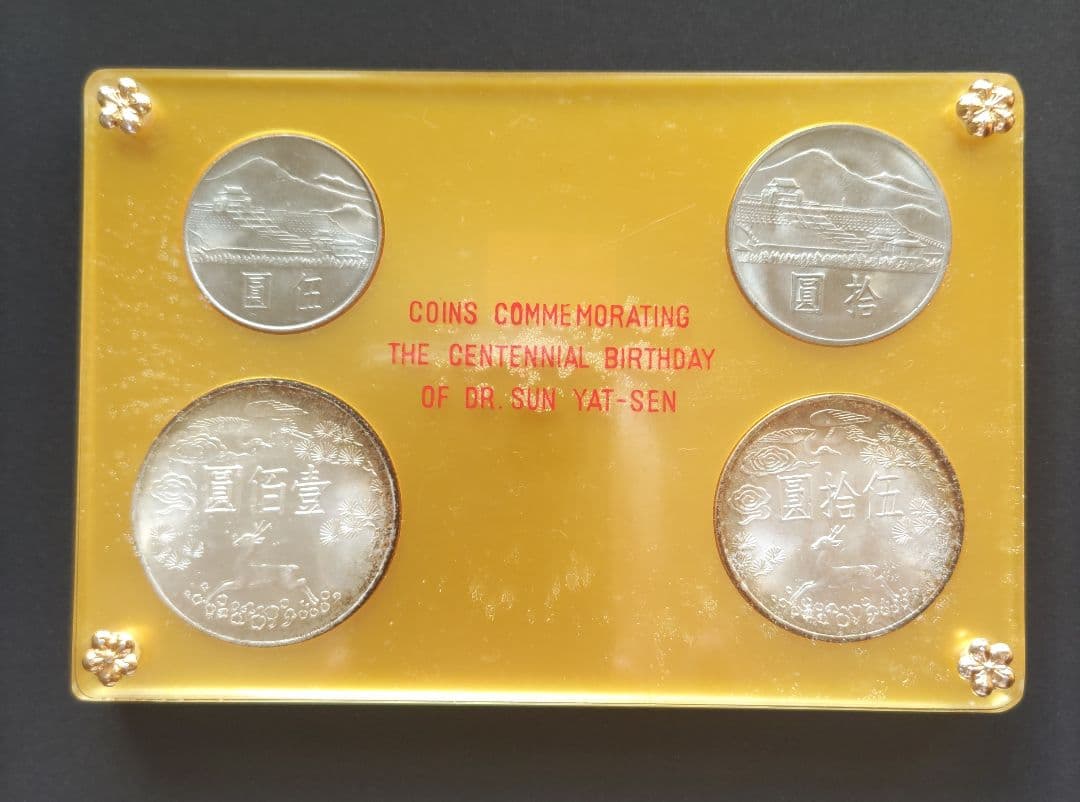 伍圓
拾圓
COINS COMMEMORATING
THE CENTENNIAL BIRTHDAY
OF DR. SUN YAT-SEN
壹佰圓
伍拾圓